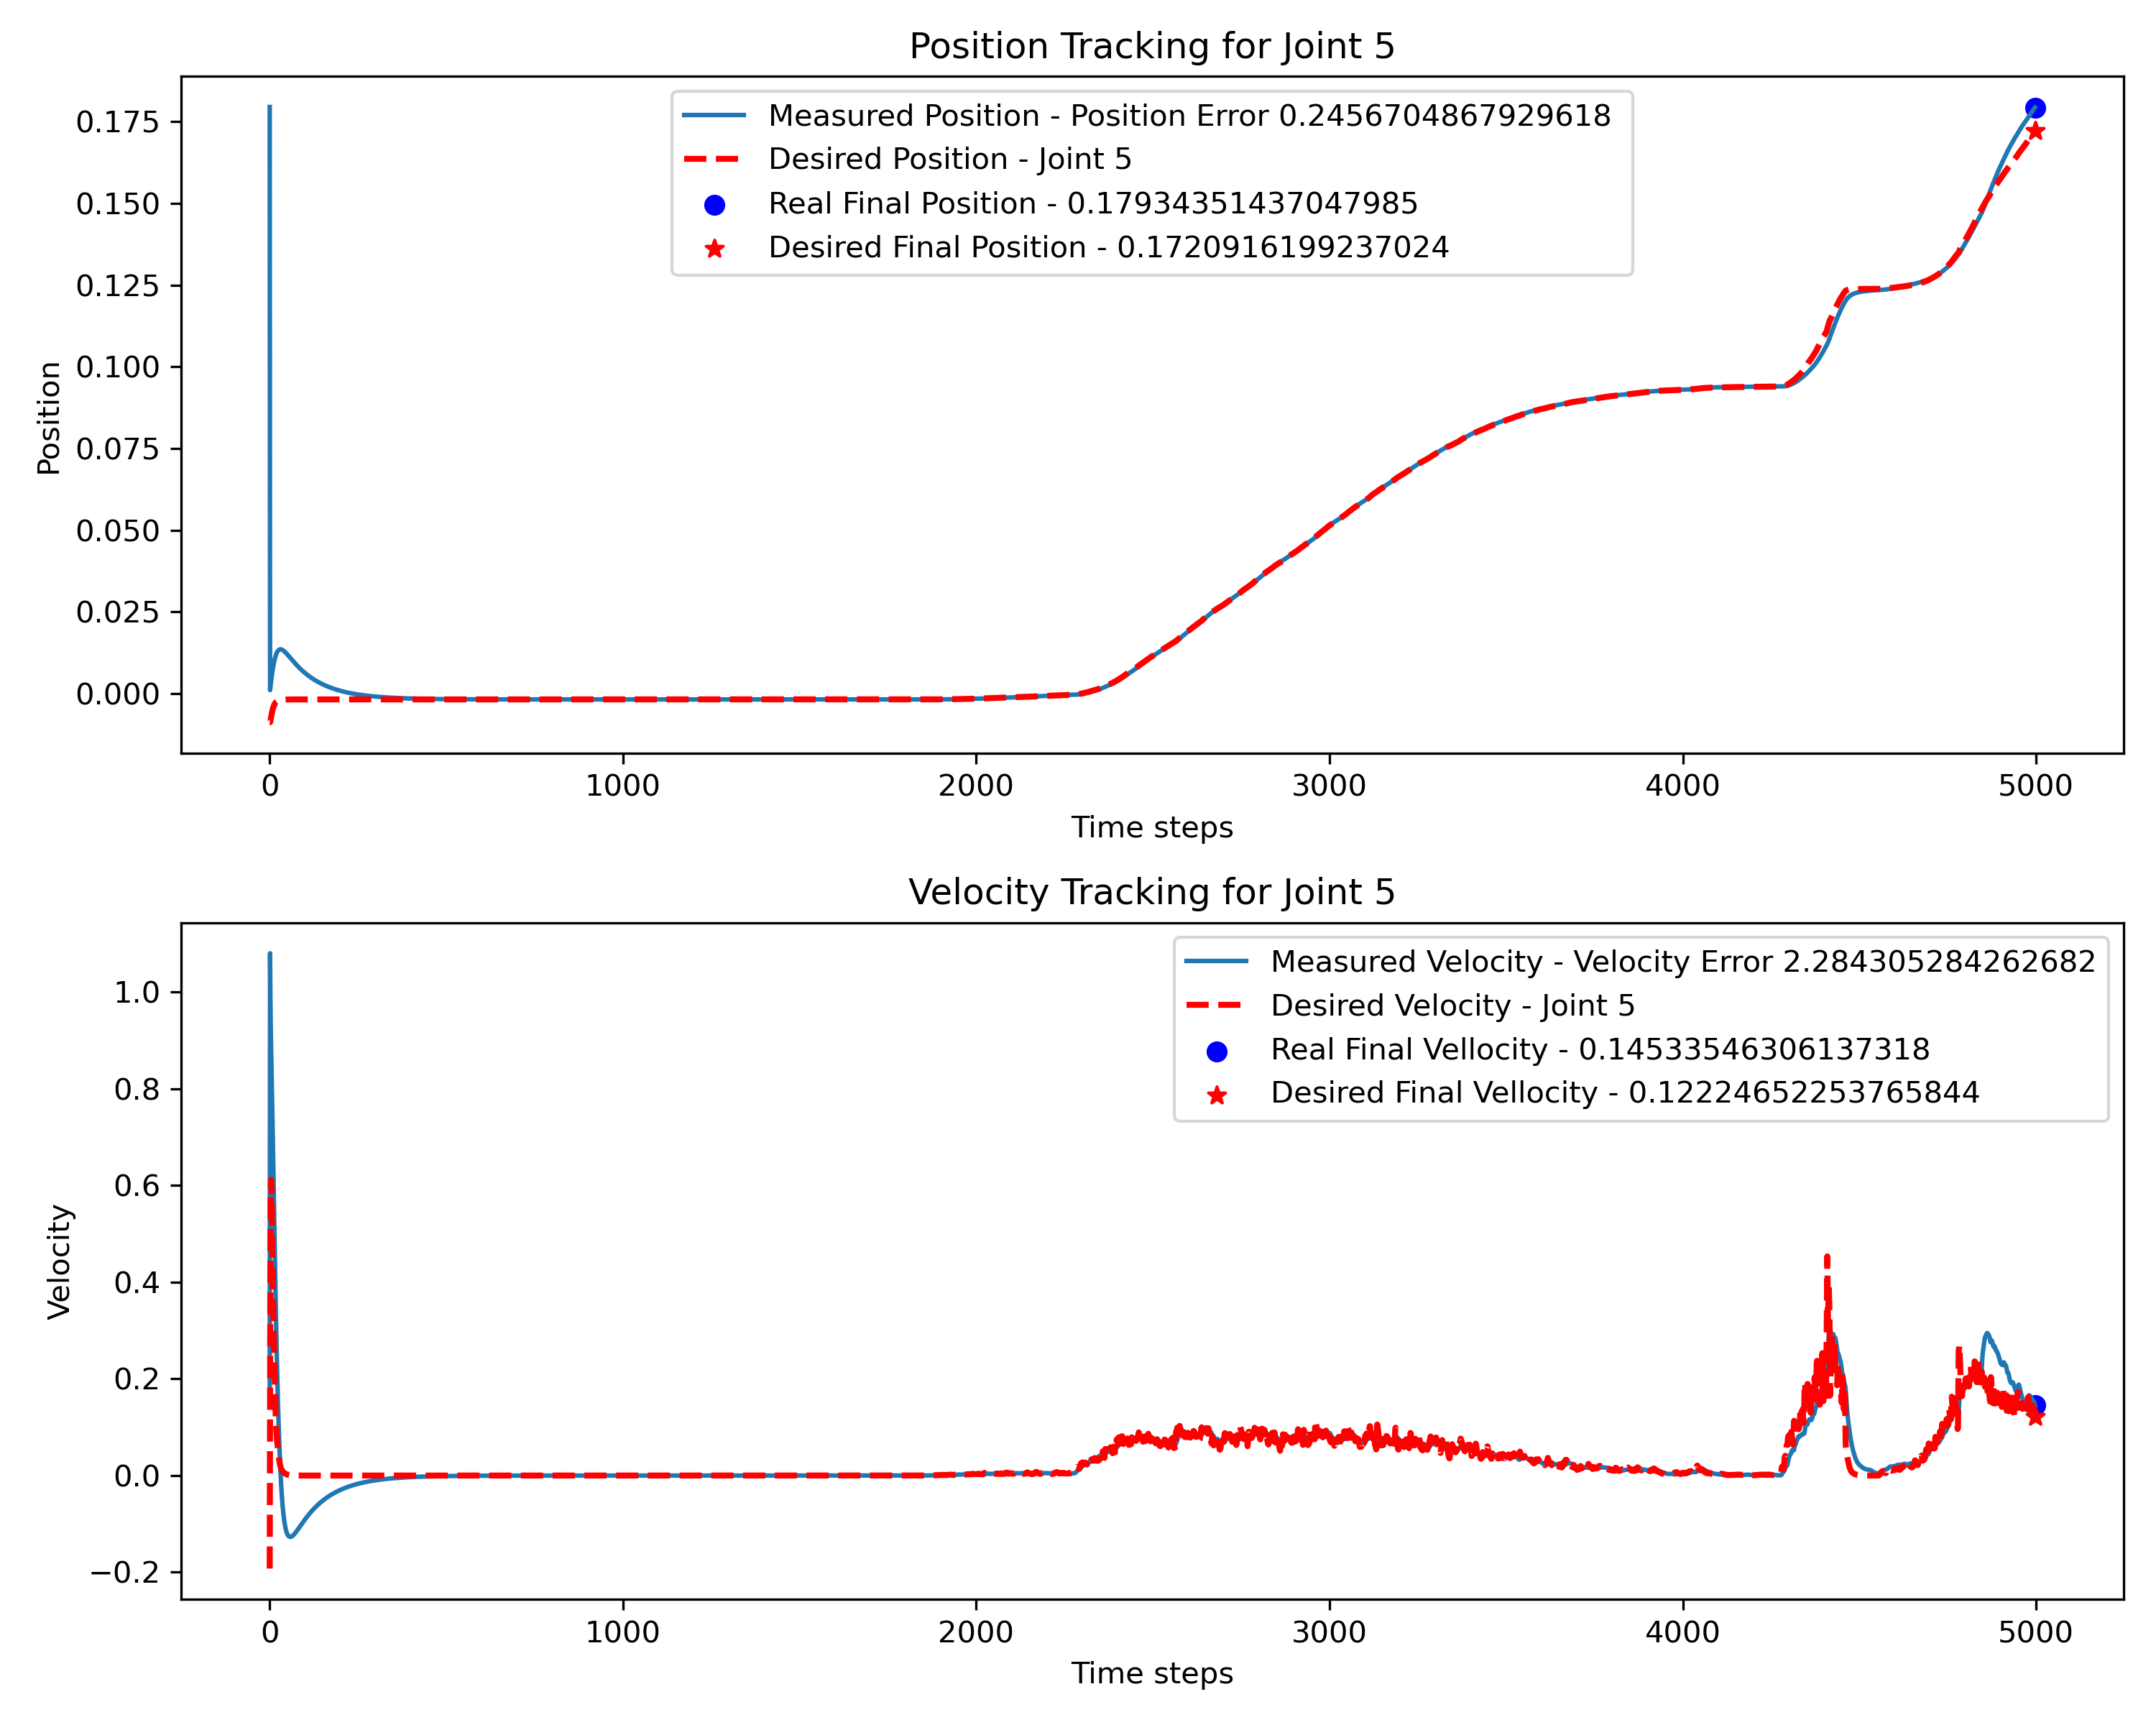 Position Tracking for Joint 5
Measured Position - Position Error 0.2456704867929618
Desired Position - Joint 5
Real Final Position - 0.17934351437047985
Desired Final Position - 0.1720916199237024
Position
0.175
0.150
0.125
0.100
0.075
0.050
0.025
0.000
0 1000 2000 3000 4000 5000
Time steps
Velocity Tracking for Joint 5
Measured Velocity - Velocity Error 2.284305284262682
Desired Velocity - Joint 5
Real Final Vellocity - 0.14533546306137318
Desired Final Vellocity - 0.12224652253765844
Velocity
1.0
0.8
0.6
0.4
0.2
0.0
−0.2
0 1000 2000 3000 4000 5000
Time steps